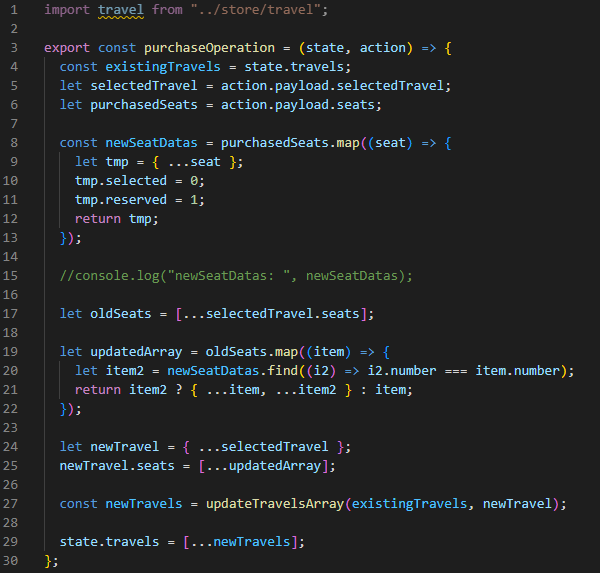 1 import travel from "../store/travel";
2
3 export const purchaseOperation = (state, action) => {
4 const existingTravels = state.travels;
5 let selectedTravel = action.payload.selectedTravel;
6 let purchasedSeats = action.payload.seats;
7
8 const newSeatDatas = purchasedSeats.map((seat) => {
9 let tmp = { ...seat };
10 tmp.selected = 0;
11 tmp.reserved = 1;
12 return tmp;
13 });
14
15 //console.log("newSeatDatas: ", newSeatDatas);
16
17 let oldSeats = [...selectedTravel.seats];
18
19 let updatedArray = oldSeats.map((item) => {
20 let item2 = newSeatDatas.find((i2) => i2.number === item.number);
21 return item2 ? { ...item, ...item2 } : item;
22 });
23
24 let newTravel = { ...selectedTravel };
25 newTravel.seats = [...updatedArray];
26
27 const newTravels = updateTravelsArray(existingTravels, newTravel);
28
29 state.travels = [...newTravels];
30 };